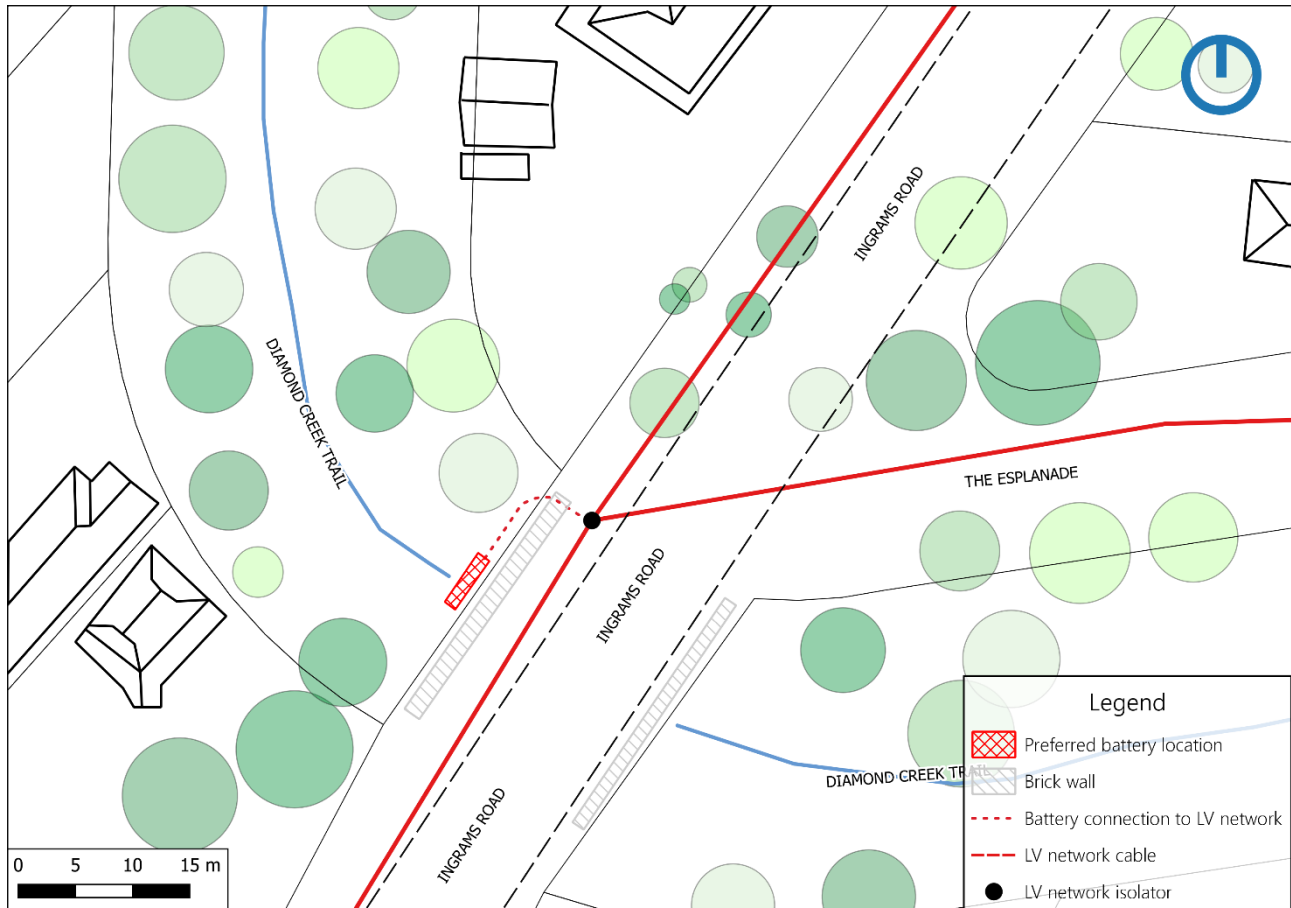 INGRAMS ROAD
DIAMOND CREEK TRAIL
THE ESPLANADE
INGRAMS ROAD
DIAMOND CREEK TRAIL
INGRAMS ROAD
Legend
Preferred battery location
Brick wall
Battery connection to LV network
LV network cable
LV network isolator
0 5 10 15 m